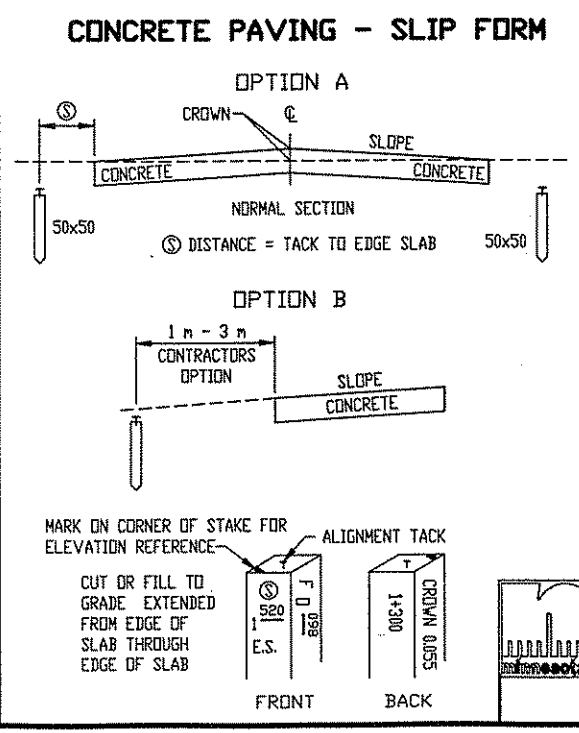 CONCRETE PAVING - SLIP FORM
OPTION A
Ⓢ
CROWN
℄
SLOPE
CONCRETE
CONCRETE
50x50
NORMAL SECTION
Ⓢ DISTANCE = TACK TO EDGE SLAB
50x50
OPTION B
1 m - 3 m
CONTRACTORS
OPTION
SLOPE
CONCRETE
MARK ON CORNER OF STAKE FOR
ELEVATION REFERENCE
ALIGNMENT TACK
CUT OR FILL TO
GRADE EXTENDED
FROM EDGE OF
SLAB THROUGH
EDGE OF SLAB
Ⓢ
1 520
E.S.
F 0 860
1+300
CROWN 0.055
FRONT
BACK